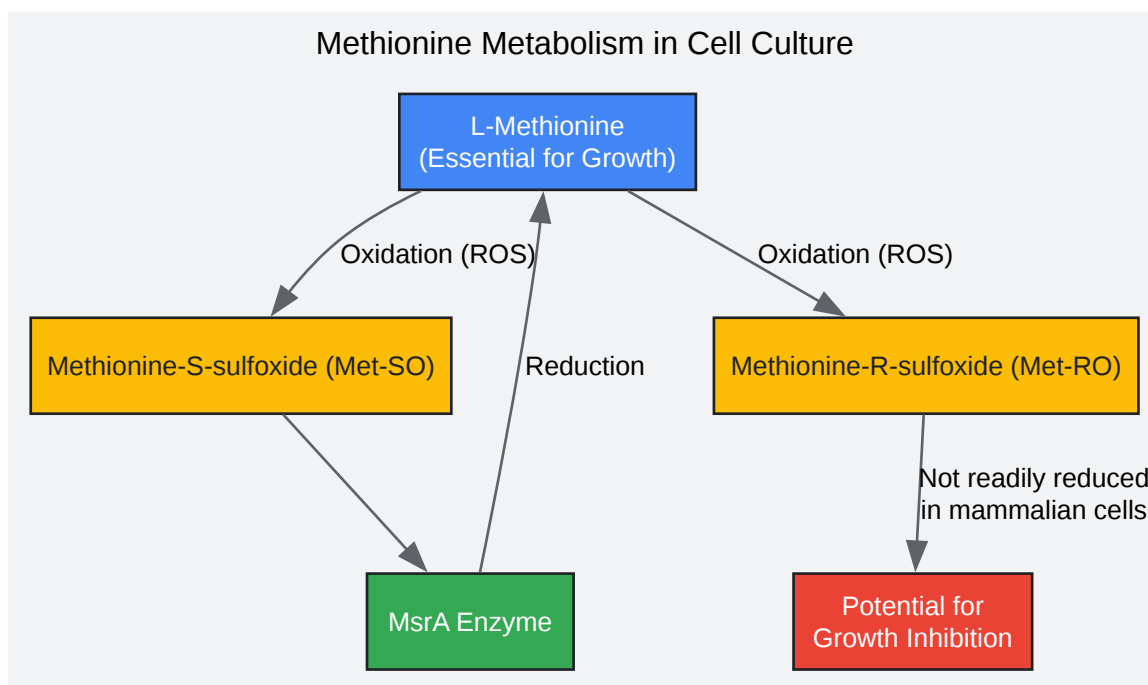 Methionine Metabolism in Cell Culture
L-Methionine
(Essential for Growth)
Oxidation (ROS)
Oxidation (ROS)
Methionine-S-sulfoxide (Met-SO)
Reduction
Methionine-R-sulfoxide (Met-RO)
Not readily reduced
in mammalian cells
MsrA Enzyme
Potential for
Growth Inhibition